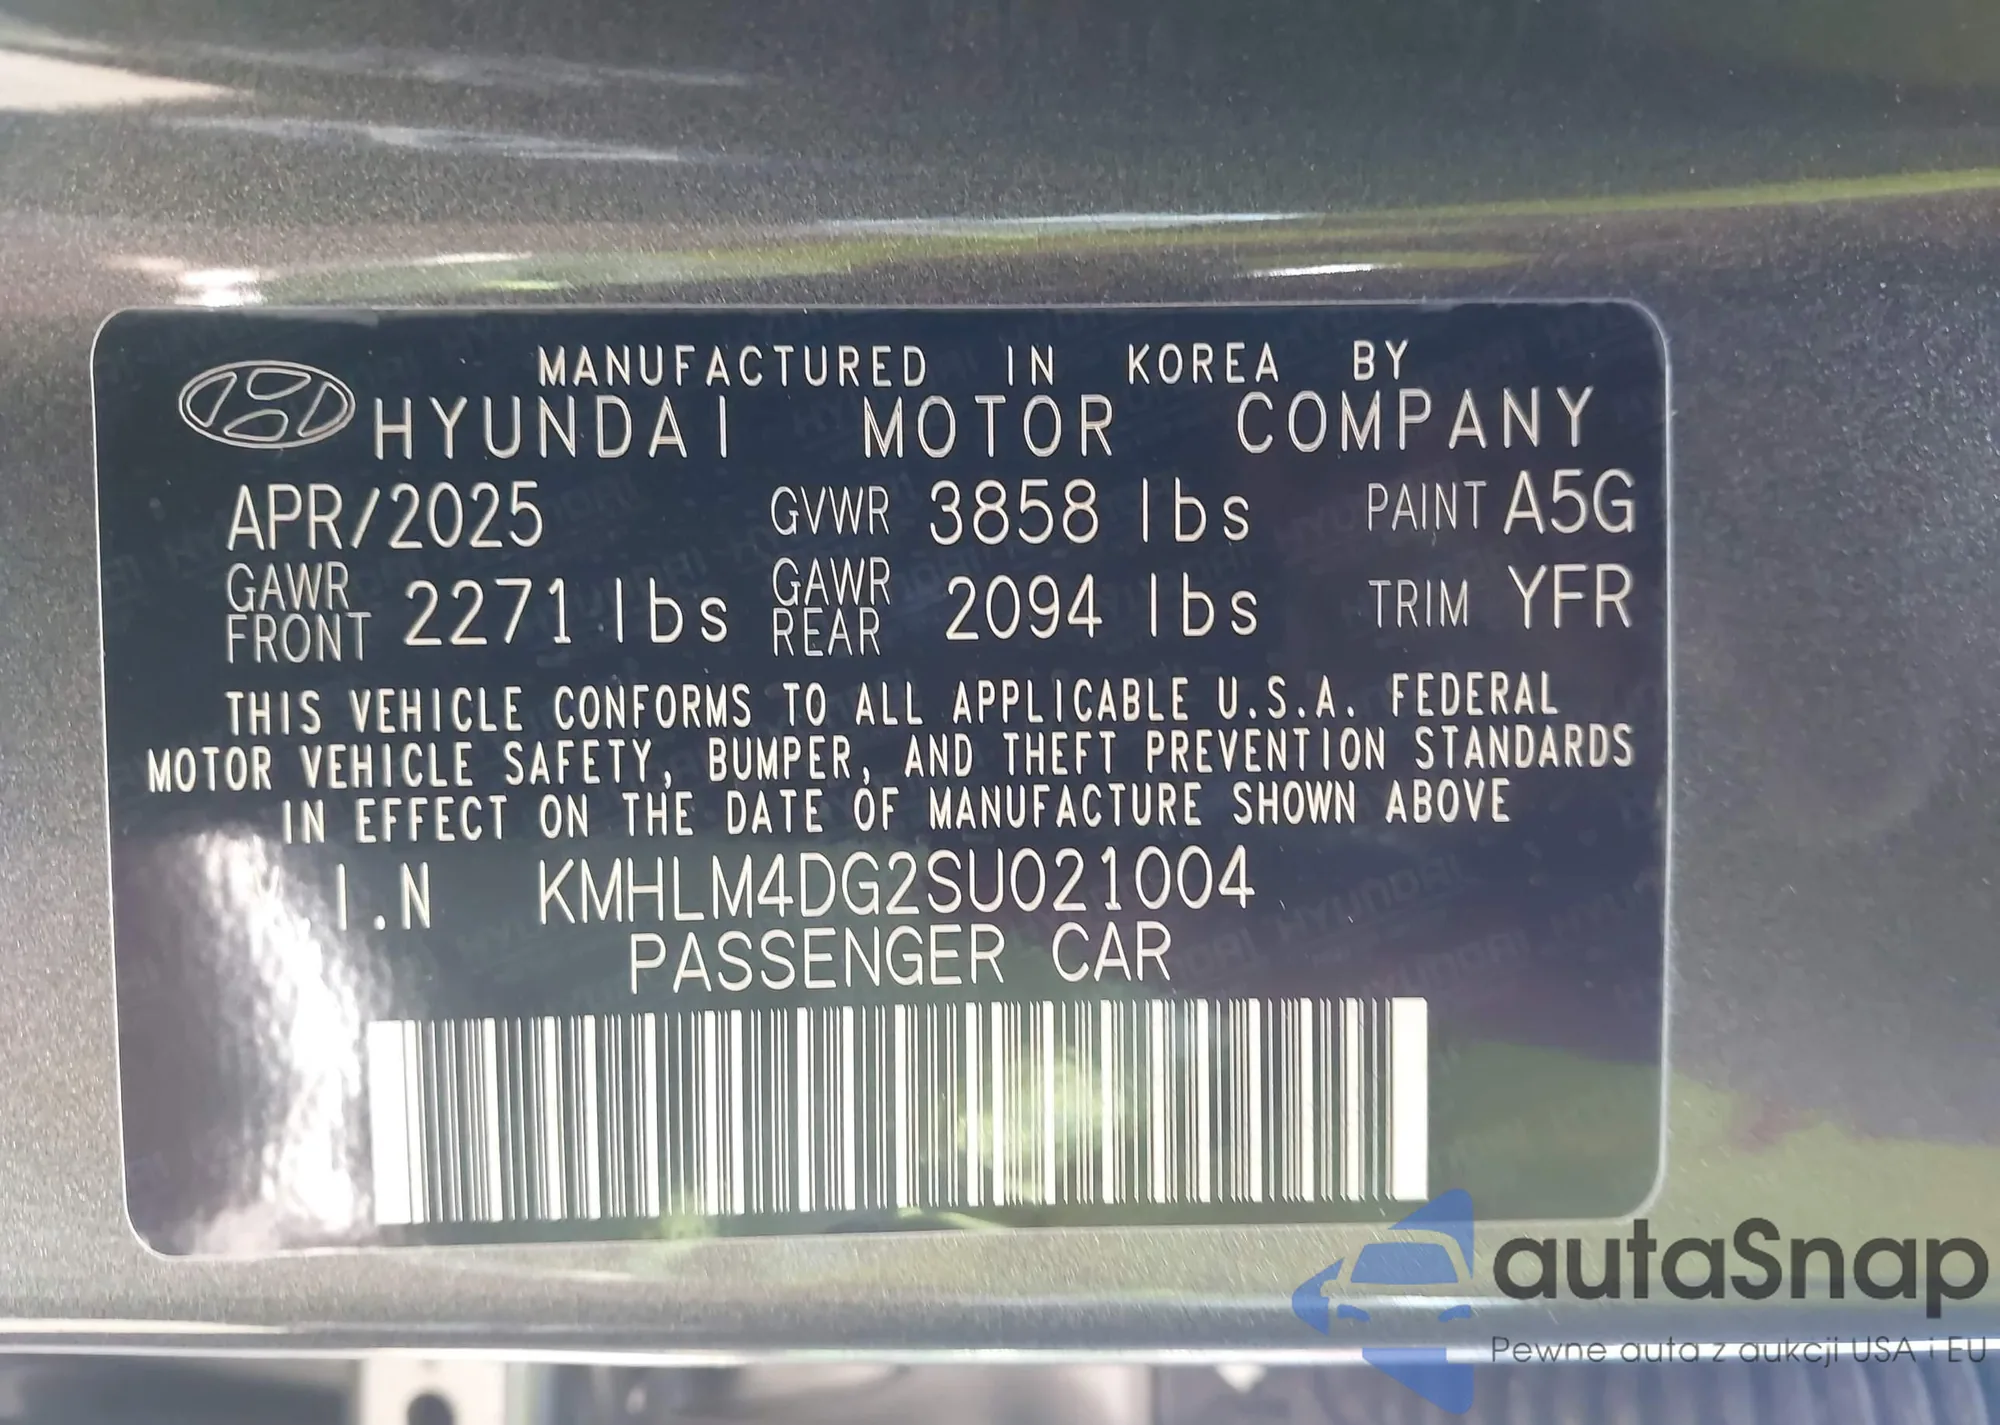 MANUFACTURED IN KOREA BY
HYUNDAI MOTOR COMPANY
APR/2025 GVWR 3858 lbs PAINT A5G
GAWR FRONT 2271 lbs GAWR REAR 2094 lbs TRIM YFR
THIS VEHICLE CONFORMS TO ALL APPLICABLE U.S.A. FEDERAL
MOTOR VEHICLE SAFETY, BUMPER, AND THEFT PREVENTION STANDARDS
IN EFFECT ON THE DATE OF MANUFACTURE SHOWN ABOVE
V.I.N KMHLM4DG2SU021004
PASSENGER CAR
autaSnap
Pewne auta z aukcji USA i EU